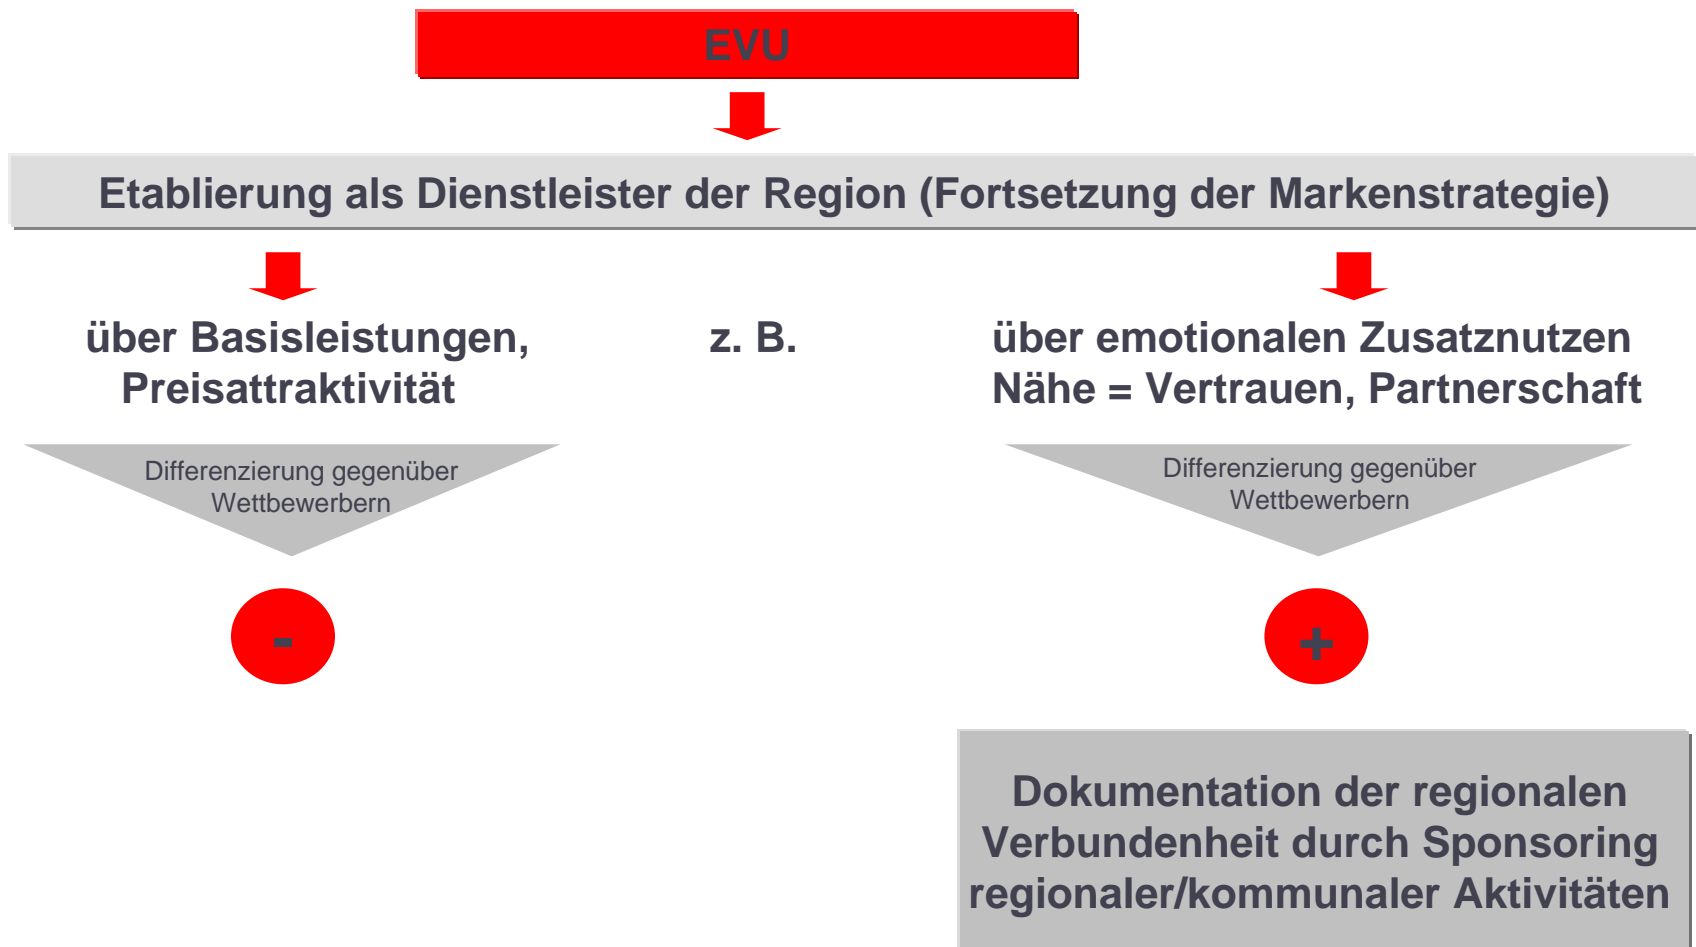 EVU
Etablierung als Dienstleister der Region (Fortsetzung der Markenstrategie)
über Basisleistungen,
Preisattraktivität
z. B.
über emotionalen Zusatznutzen
Nähe = Vertrauen, Partnerschaft
Differenzierung gegenüber
Wettbewerbern
Differenzierung gegenüber
Wettbewerbern
-
+
Dokumentation der regionalen
Verbundenheit durch Sponsoring
regionaler/kommunaler Aktivitäten